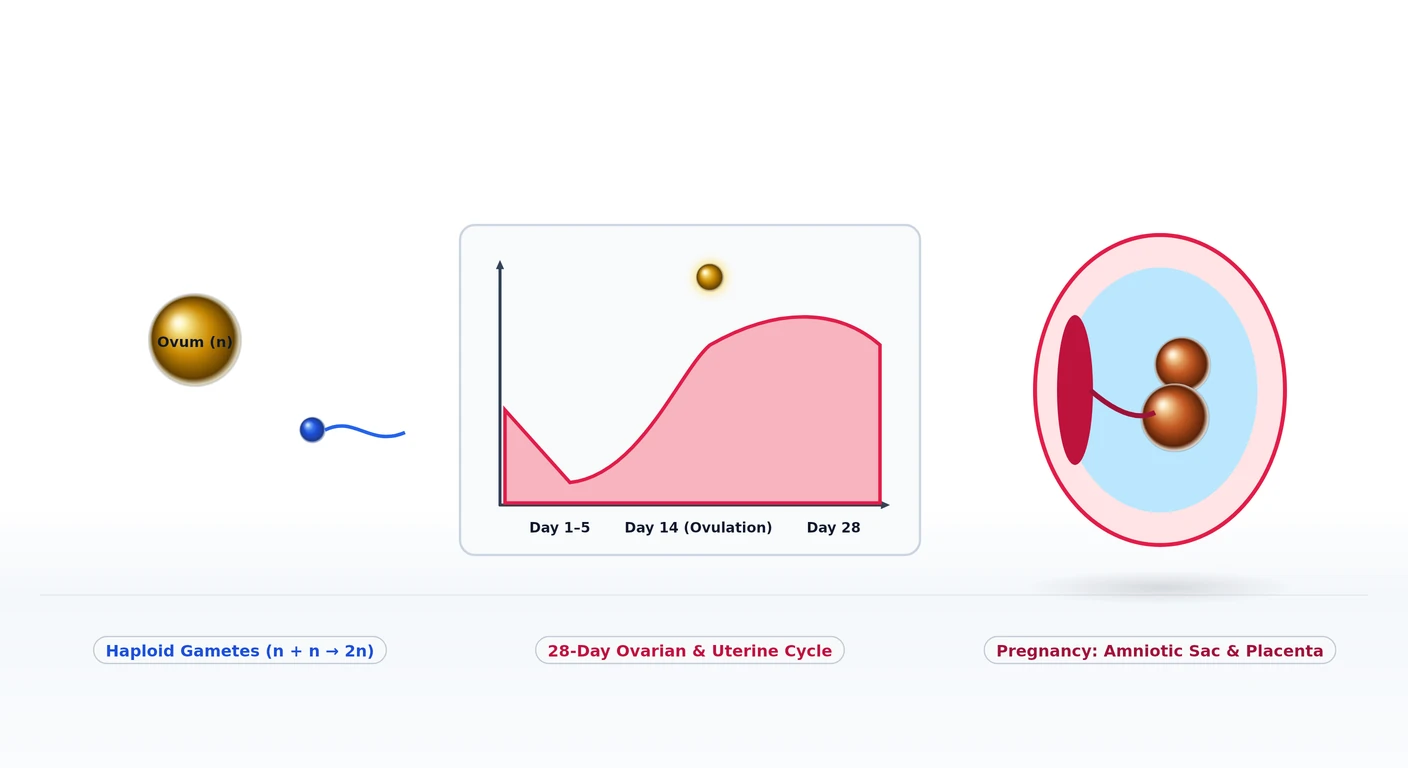 Ovum (n)
Day 1–5
Day 14 (Ovulation)
Day 28
Haploid Gametes (n + n → 2n)
28-Day Ovarian & Uterine Cycle
Pregnancy: Amniotic Sac & Placenta